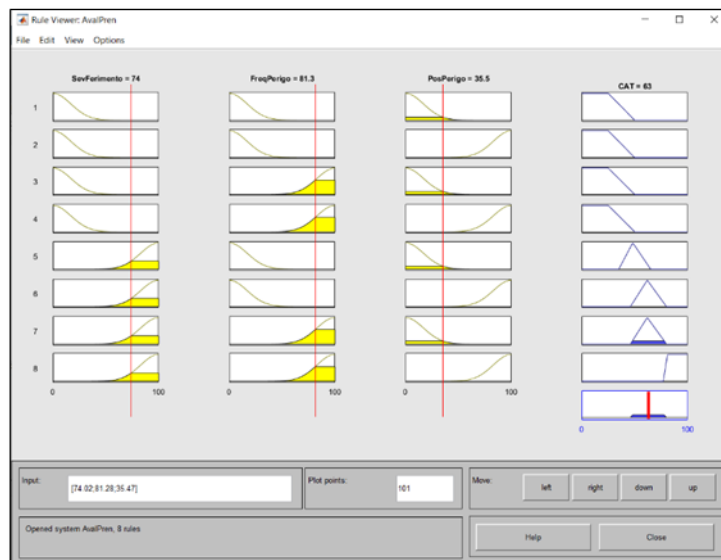 Rule Viewer: AvalPren
File Edit View Options
SevFerimento = 74
FreqPerigo = 81.3
PosPerigo = 35.5
CAT = 63
1
2
3
4
5
6
7
8
0 100
0 100
0 100
0 100
Input:
[74.02;81.28;35.47]
Plot points:
101
Move:
left
right
down
up
Opened system AvalPren, 8 rules
Help
Close